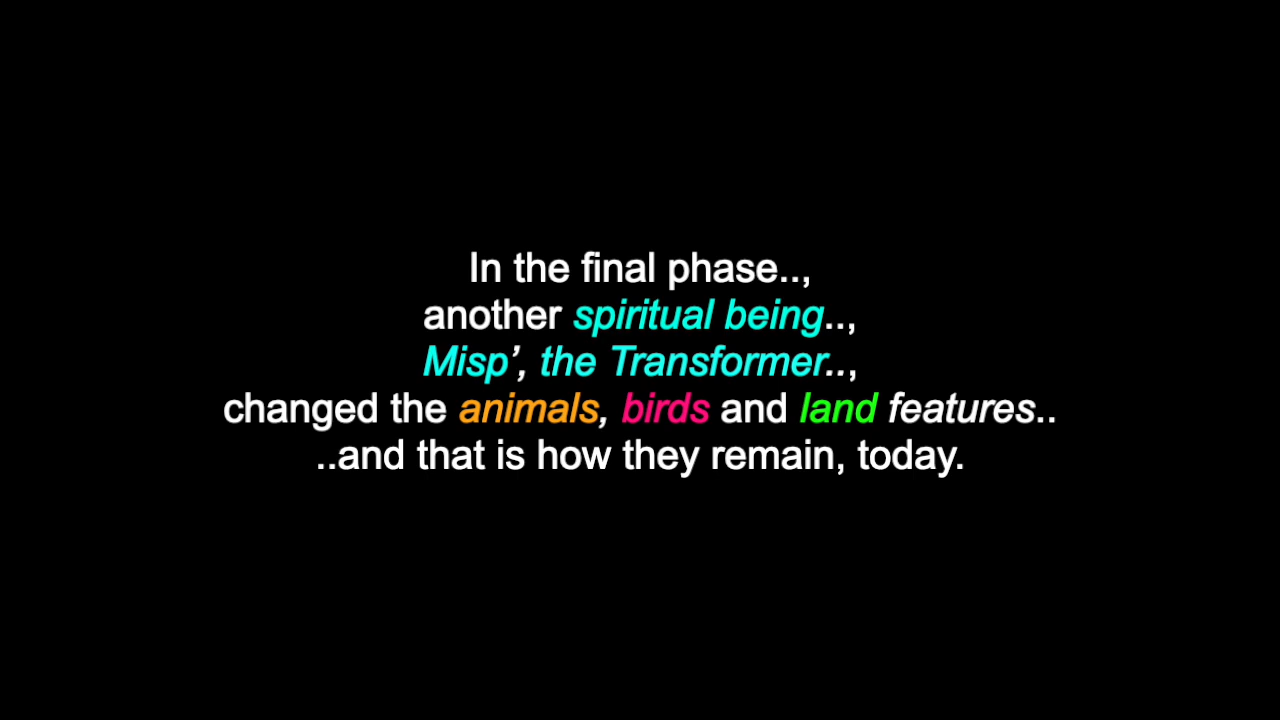 In the final phase..,
another spiritual being..,
Misp’, the Transformer..,
changed the animals, birds and land features..
..and that is how they remain, today.